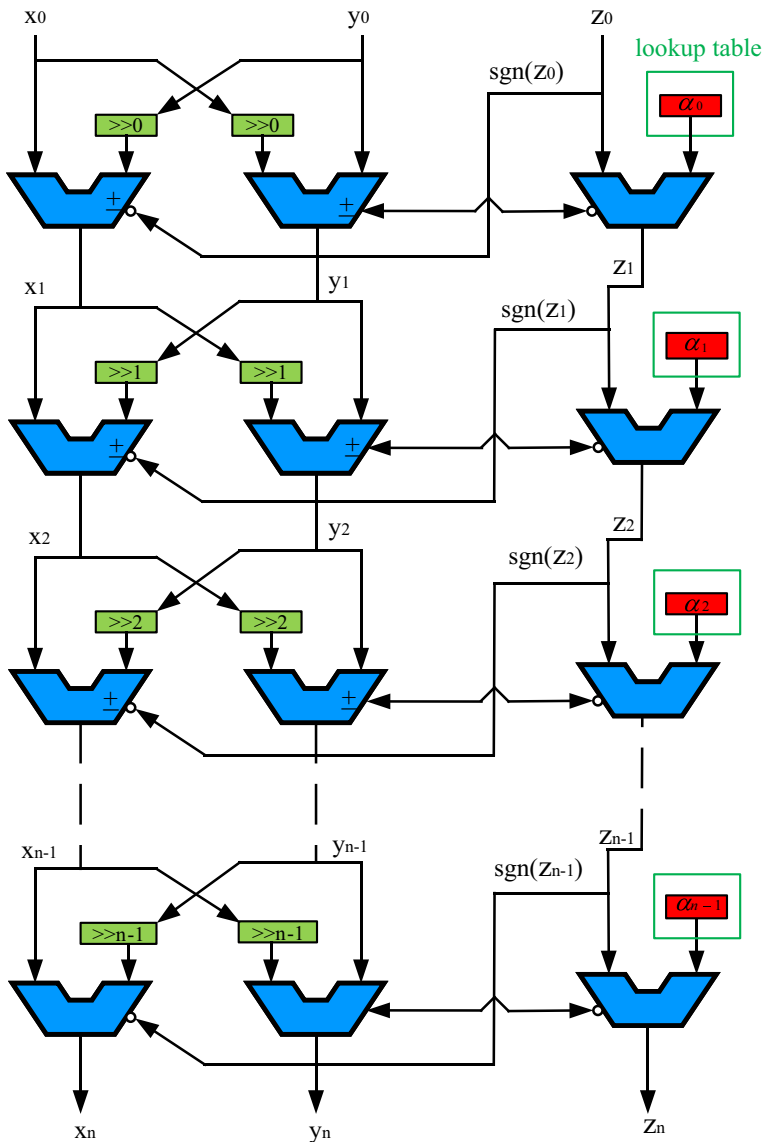 x0 y0 z0
lookup table
sgn(z0)
α0
>>0 >>0
± ±
x1 y1 z1
sgn(z1)
α1
>>1 >>1
± ±
x2 y2 z2
sgn(z2)
α2
>>2 >>2
± ±
xn-1 yn-1 zn-1
sgn(zn-1)
αn-1
>>n-1 >>n-1
xn yn zn